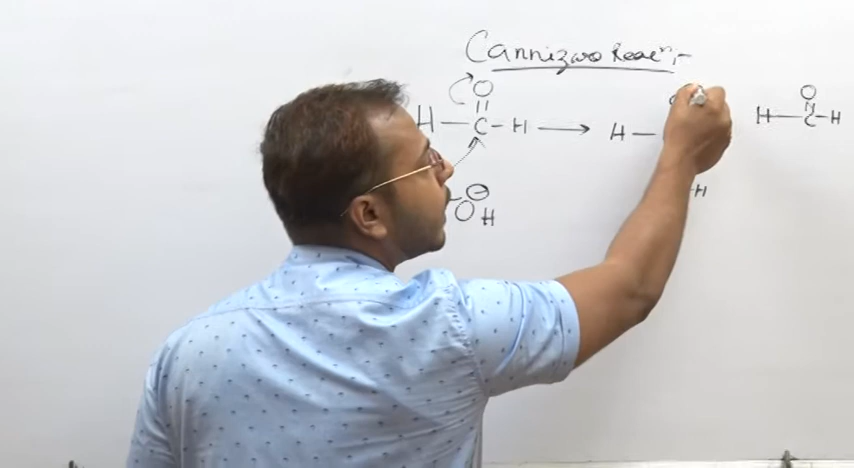 Cannizaro Reacn :-
O O
H — C — H → H — H — C — H
⊖
OH H